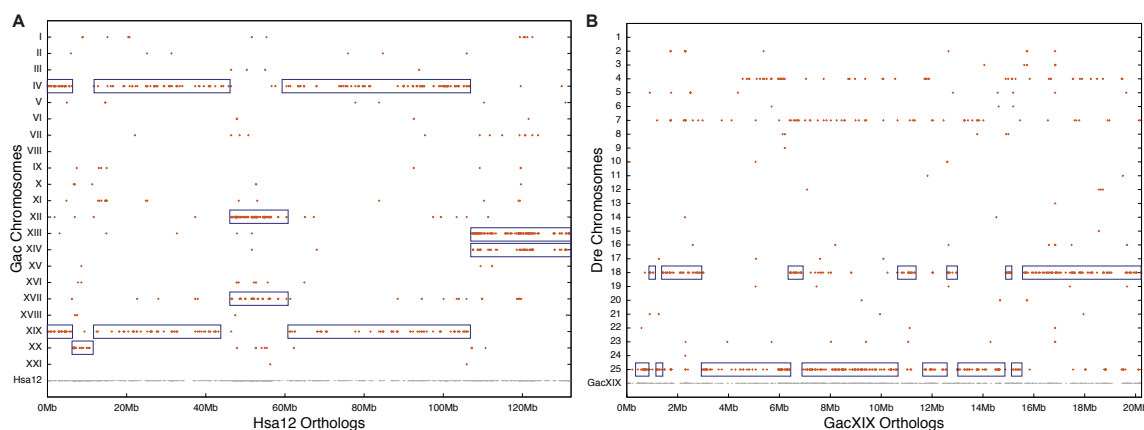 A
Gac Chromosomes
I
II
III
IV
V
VI
VII
VIII
IX
X
XI
XII
XIII
XIV
XV
XVI
XVII
XVIII
XIX
XX
XXI
Hsa12
0Mb 20Mb 40Mb 60Mb 80Mb 100Mb 120Mb
Hsa12 Orthologs
B
Dre Chromosomes
1
2
3
4
5
6
7
8
9
10
11
12
13
14
15
16
17
18
19
20
21
22
23
24
25
GacXIX
0Mb 2Mb 4Mb 6Mb 8Mb 10Mb 12Mb 14Mb 16Mb 18Mb 20Mb
GacXIX Orthologs